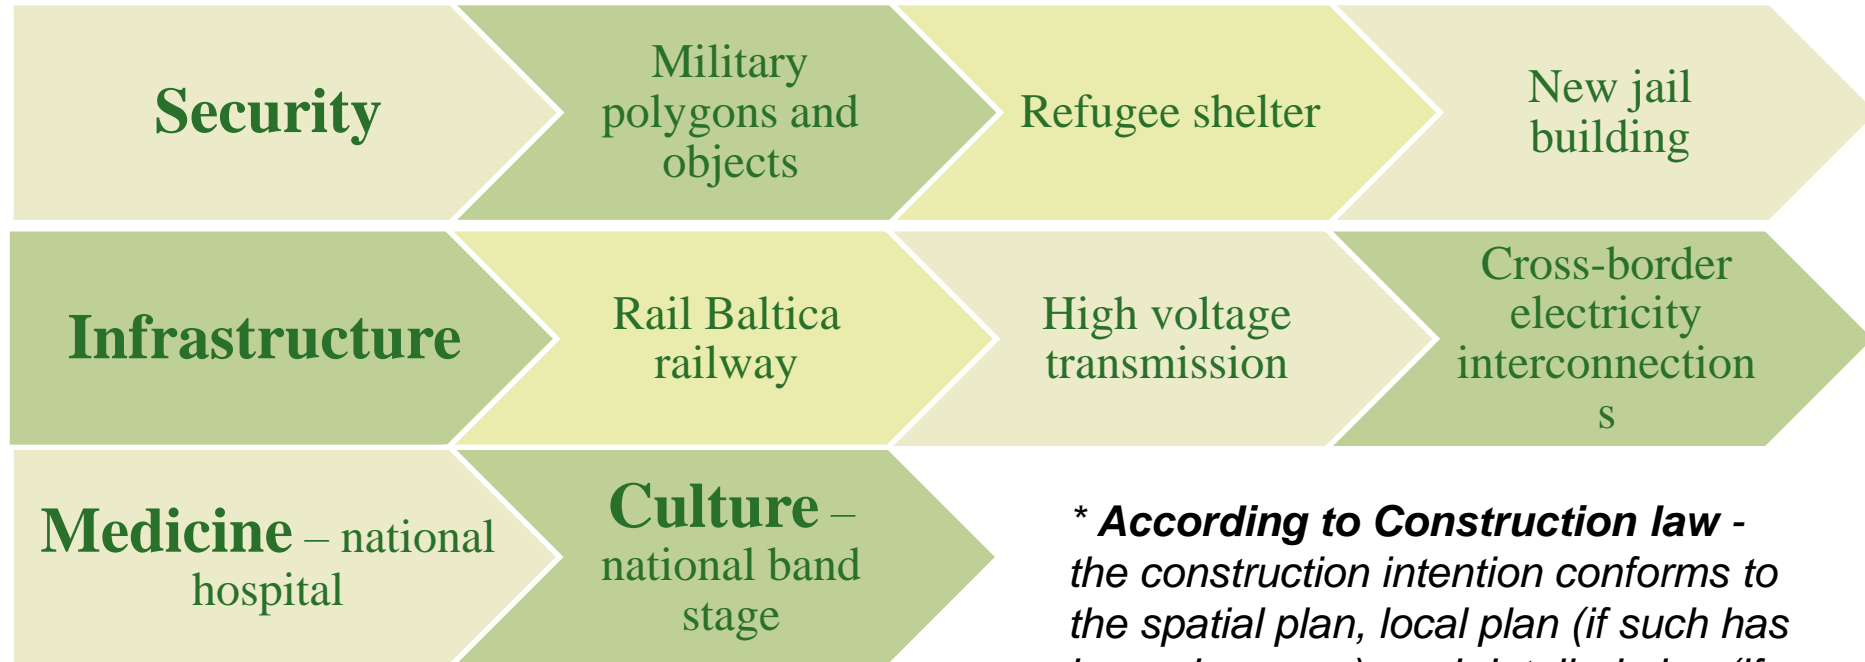 Security
Military
polygons and
objects
Refugee shelter
New jail
building
Infrastructure
Rail Baltica
railway
High voltage
transmission
Cross-border
electricity
interconnection
s
Medicine – national
hospital
Culture –
national band
stage
* According to Construction law -
the construction intention conforms to
the spatial plan, local plan (if such has